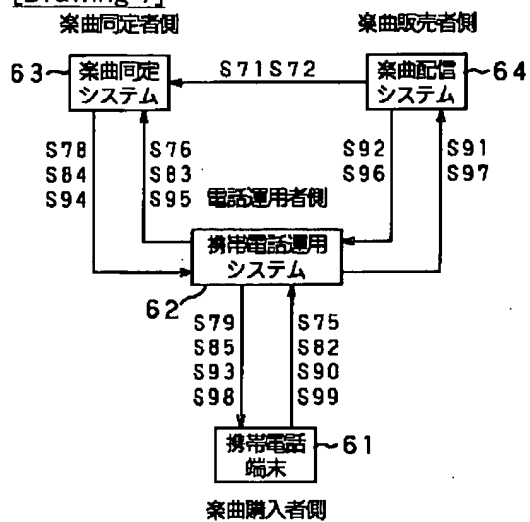 [Drawing 7]
楽曲同定者側
楽曲販売者側
63
楽曲同定
システム
S71S72
楽曲配信
システム
64
S78
S84
S94
S76
S83
S95
S92
S96
S91
S97
電話運用者側
携帯電話運用
システム
62
S79
S85
S93
S98
S75
S82
S90
S99
携帯電話
端末
61
楽曲購入者側